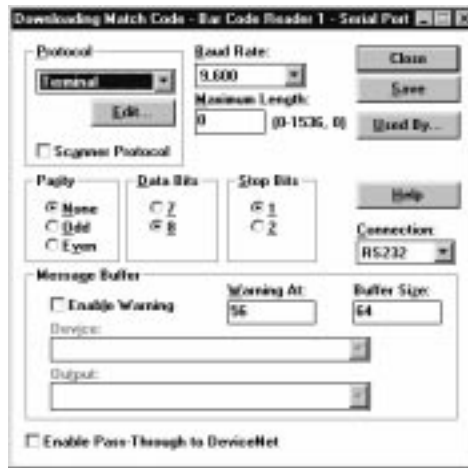 Downloading Match Code - Bar Code Reader 1 - Serial Port
Protocol
Terminal
Edit...
Scanner Protocol
Baud Rate:
9,600
Maximum Length:
0 (0-1536, 0)
Close
Save
Used By...
Parity
None
Odd
Even
Data Bits
7
8
Stop Bits
1
2
Help
Connection:
RS232
Message Buffer
Enable Warning
Warning At:
56
Buffer Size:
64
Device:
Output:
Enable Pass-Through to DeviceNet